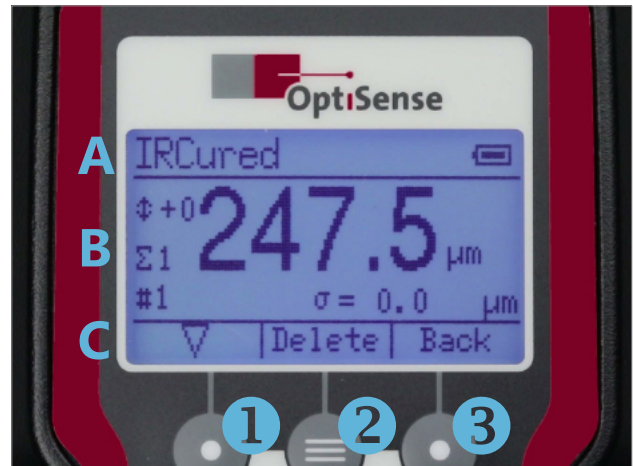 OptiSense
A IRCured
↕+0 247.5 µm
B Σ1
#1 σ= 0.0 µm
C ▽ Delete Back
1 2 3